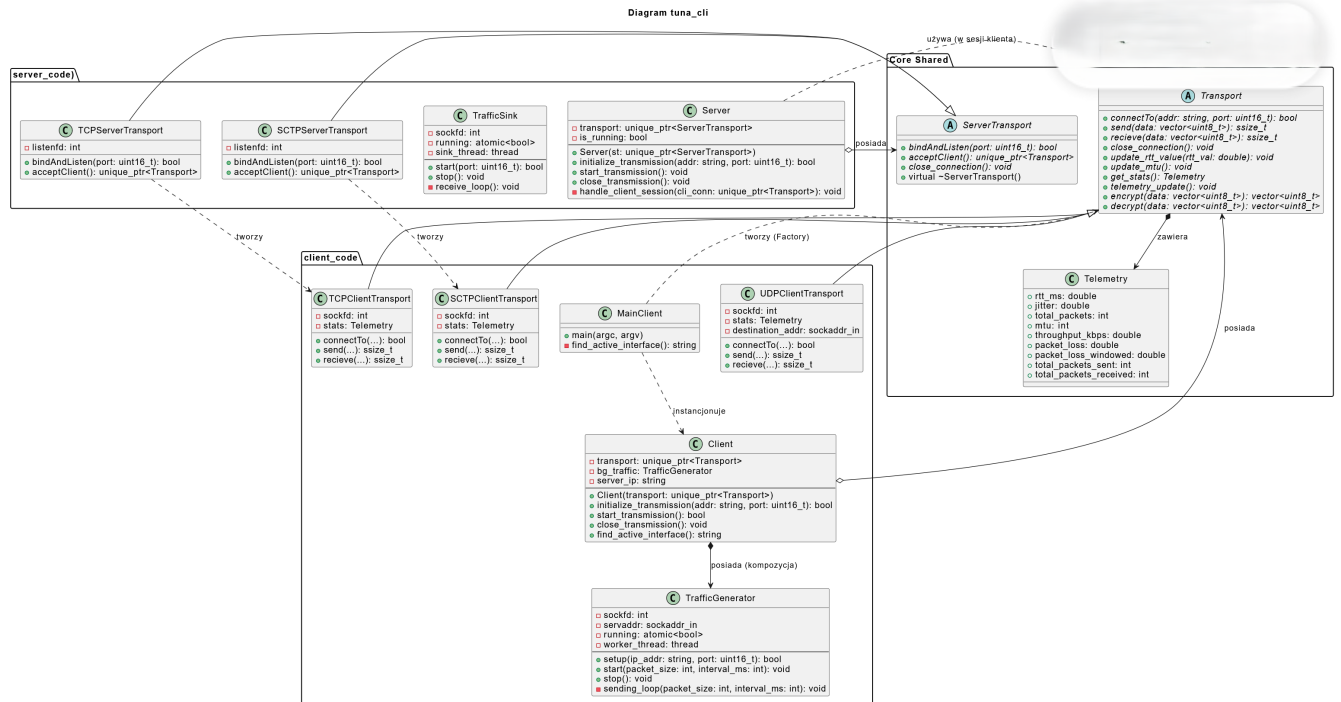 Diagram tuna_cli
używa (w sesji klienta)
server_code)
Core Shared
C TCPServerTransport
listenfd: int
bindAndListen(port: uint16_t): bool
acceptClient(): unique_ptr<Transport>
C SCTPServerTransport
listenfd: int
bindAndListen(port: uint16_t): bool
acceptClient(): unique_ptr<Transport>
C TrafficSink
sockfd: int
running: atomic<bool>
sink_thread: thread
start(port: uint16_t): bool
stop(): void
receive_loop(): void
C Server
transport: unique_ptr<ServerTransport>
is_running: bool
Server(st: unique_ptr<ServerTransport>)
initialize_transmission(addr: string, port: uint16_t): bool
start_transmission(): void
close_transmission(): void
handle_client_session(cli_conn: unique_ptr<Transport>): void
posiada
A ServerTransport
bindAndListen(port: uint16_t): bool
acceptClient(): unique_ptr<Transport>
close_connection(): void
virtual ~ServerTransport()
A Transport
connectTo(addr: string, port: uint16_t): bool
send(data: vector<uint8_t>): ssize_t
recieve(data: vector<uint8_t>): ssize_t
close_connection(): void
update_rtt_value(rtt_val: double): void
update_mtu(): void
get_stats(): Telemetry
telemetry_update(): void
encrypt(data: vector<uint8_t>): vector<uint8_t>
decrypt(data: vector<uint8_t>): vector<uint8_t>
tworzy
tworzy
tworzy (Factory)
zawiera
client_code
C TCPClientTransport
sockfd: int
stats: Telemetry
connectTo(...): bool
send(...): ssize_t
recieve(...): ssize_t
C SCTPClientTransport
sockfd: int
stats: Telemetry
connectTo(...): bool
send(...): ssize_t
recieve(...): ssize_t
C MainClient
main(argc, argv)
find_active_interface(): string
C UDPClientTransport
sockfd: int
stats: Telemetry
destination_addr: sockaddr_in
connectTo(...): bool
send(...): ssize_t
recieve(...): ssize_t
C Telemetry
rtt_ms: double
jitter: double
total_packets: int
mtu: int
throughput_kbps: double
packet_loss: double
packet_loss_windowed: double
total_packets_sent: int
total_packets_received: int
posiada
instancjonuje
C Client
transport: unique_ptr<Transport>
bg_traffic: TrafficGenerator
server_ip: string
Client(transport: unique_ptr<Transport>)
initialize_transmission(addr: string, port: uint16_t): bool
start_transmission(): bool
close_transmission(): void
find_active_interface(): string
posiada (kompozycja)
C TrafficGenerator
sockfd: int
servaddr: sockaddr_in
running: atomic<bool>
worker_thread: thread
setup(ip_addr: string, port: uint16_t): bool
start(packet_size: int, interval_ms: int): void
stop(): void
sending_loop(packet_size: int, interval_ms: int): void